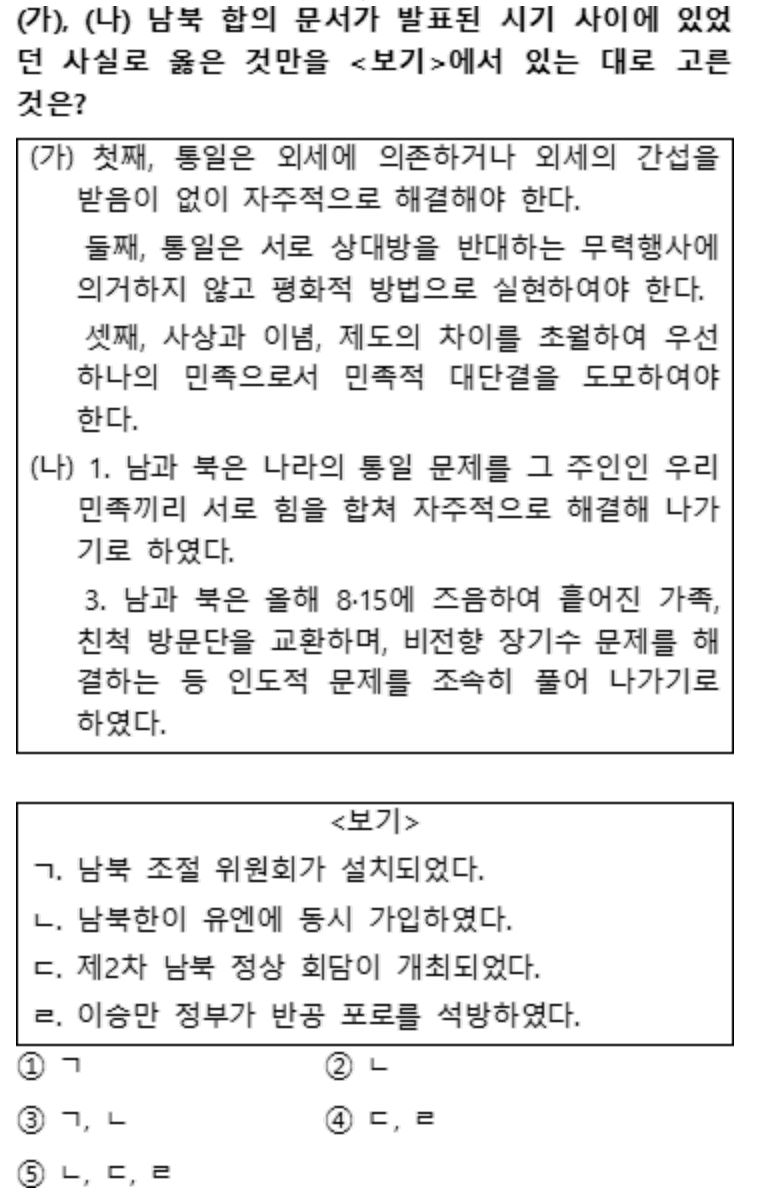 (가), (나) 남북 합의 문서가 발표된 시기 사이에 있었
던 사실로 옳은 것만을 <보기>에서 있는 대로 고른
것은?
(가) 첫째, 통일은 외세에 의존하거나 외세의 간섭을
받음이 없이 자주적으로 해결해야 한다.
둘째, 통일은 서로 상대방을 반대하는 무력행사에
의거하지 않고 평화적 방법으로 실현하여야 한다.
셋째, 사상과 이념, 제도의 차이를 초월하여 우선
하나의 민족으로서 민족적 대단결을 도모하여야
한다.
(나) 1. 남과 북은 나라의 통일 문제를 그 주인인 우리
민족끼리 서로 힘을 합쳐 자주적으로 해결해 나가
기로 하였다.
3. 남과 북은 올해 8·15에 즈음하여 흩어진 가족,
친척 방문단을 교환하며, 비전향 장기수 문제를 해
결하는 등 인도적 문제를 조속히 풀어 나가기로
하였다.
<보기>
ㄱ. 남북 조절 위원회가 설치되었다.
ㄴ. 남북한이 유엔에 동시 가입하였다.
ㄷ. 제2차 남북 정상 회담이 개최되었다.
ㄹ. 이승만 정부가 반공 포로를 석방하였다.
① ㄱ ② ㄴ
③ ㄱ, ㄴ ④ ㄷ, ㄹ
⑤ ㄴ, ㄷ, ㄹ